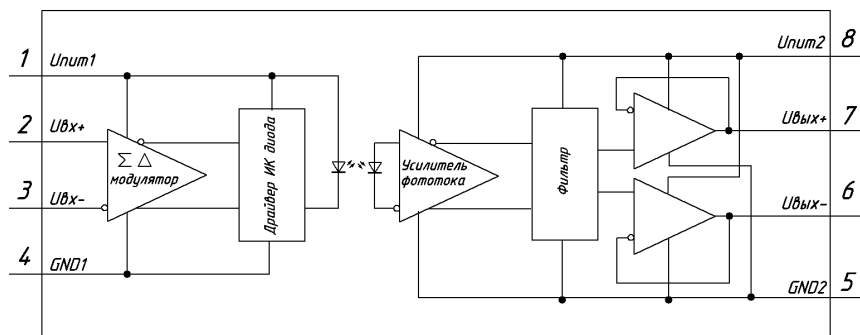 1 Uпит1
2 Uвх+
3 Uвх-
4 GND1
Σ Δ
модулятор
Драйвер ИК диода
Усилитель
фототока
Фильтр
Uпит2 8
Uвых+ 7
Uвых- 6
GND2 5